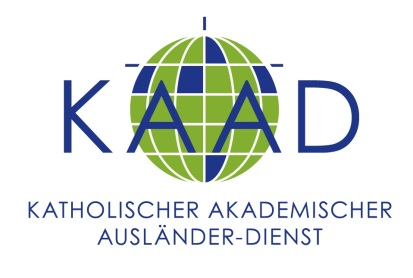 KAAD
KATHOLISCHER AKADEMISCHER
AUSLÄNDER-DIENST